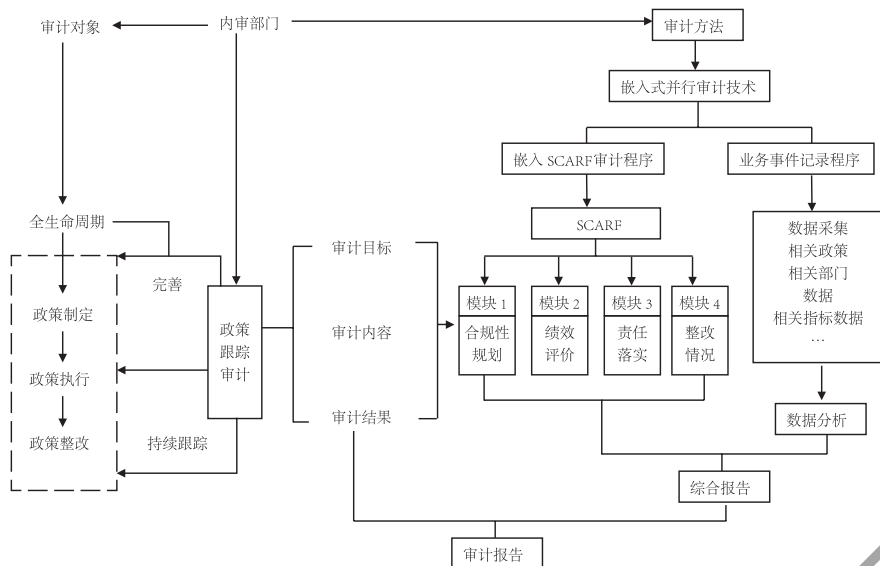 审计对象
内审部门
审计方法
嵌入式并行审计技术
嵌入 SCARF审计程序
业务事件记录程序
全生命周期
SCARF
数据采集
相关政策
相关部门
数据
相关指标数据
…
审计目标
完善
政策制定
政策
跟踪
审计
审计内容
模块 1
合规性
规划
模块 2
绩效
评价
模块 3
责任
落实
模块 4
整改
情况
政策执行
审计结果
数据分析
政策整改
持续跟踪
综合报告
审计报告